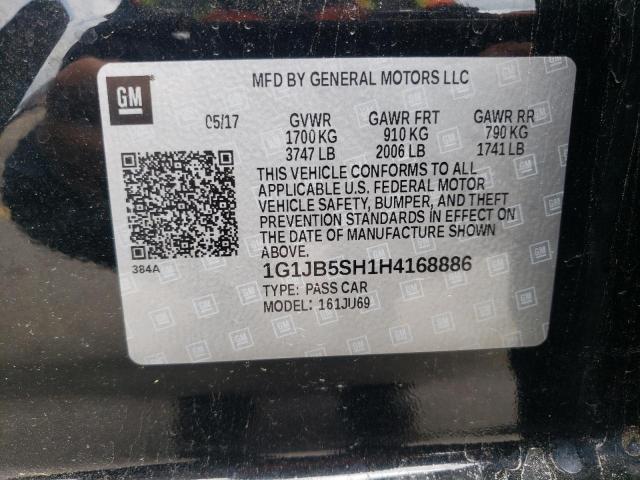 GM
MFD BY GENERAL MOTORS LLC
05/17 GVWR GAWR FRT GAWR RR
1700 KG 910 KG 790 KG
3747 LB 2006 LB 1741 LB
THIS VEHICLE CONFORMS TO ALL
APPLICABLE U.S. FEDERAL MOTOR
VEHICLE SAFETY, BUMPER, AND THEFT
PREVENTION STANDARDS IN EFFECT ON
THE DATE OF MANUFACTURE SHOWN
ABOVE.
384A
1G1JB5SH1H4168886
TYPE: PASS CAR
MODEL: 161JU69